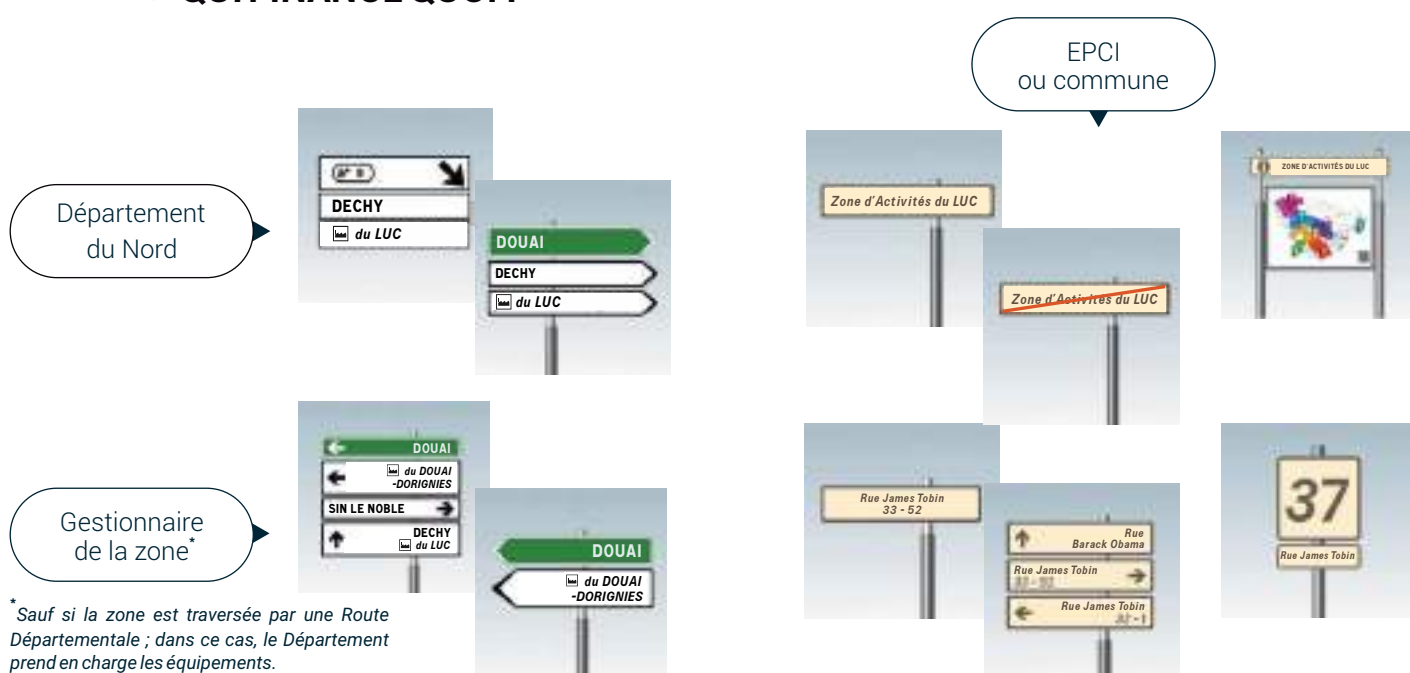 EPCI
ou commune
Département
du Nord
DECHY
du LUC
DOUAI
DECHY
du LUC
Zone d'Activités du LUC
Zone d'Activités du LUC
ZONE D'ACTIVITÉS DU LUC
Gestionnaire
de la zone*
DOUAI
du DOUAI
-DORIGNIES
SIN LE NOBLE
DECHY
du LUC
DOUAI
du DOUAI
-DORIGNIES
*Sauf si la zone est traversée par une Route
Départementale ; dans ce cas, le Département
prend en charge les équipements.
Rue James Tobin
33 - 52
Rue
Barack Obama
Rue James Tobin
Rue James Tobin
37
Rue James Tobin